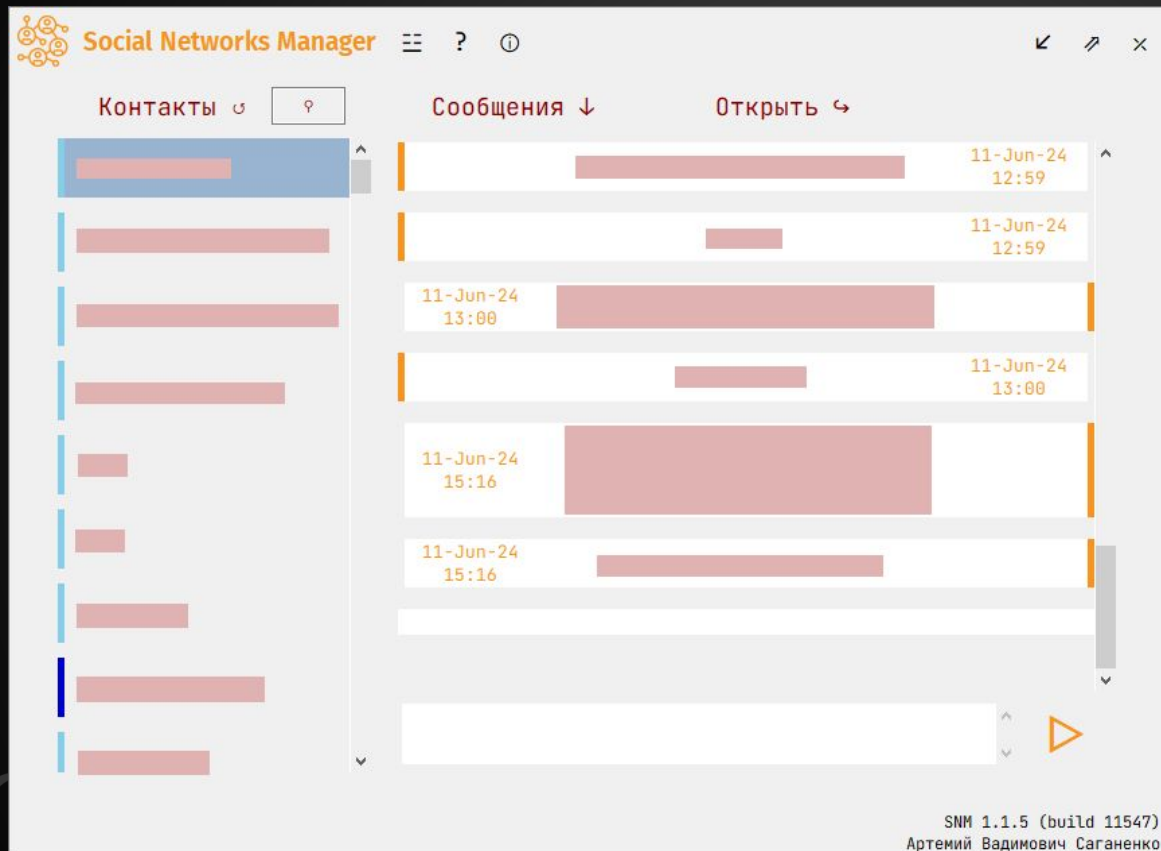 Social Networks Manager ? ⓘ
Контакты ↺
Сообщения ↓
Открыть ↪
11-Jun-24
12:59
11-Jun-24
12:59
11-Jun-24
13:00
11-Jun-24
13:00
11-Jun-24
15:16
11-Jun-24
15:16
SNM 1.1.5 (build 11547)
Артемий Вадимович Саганенко